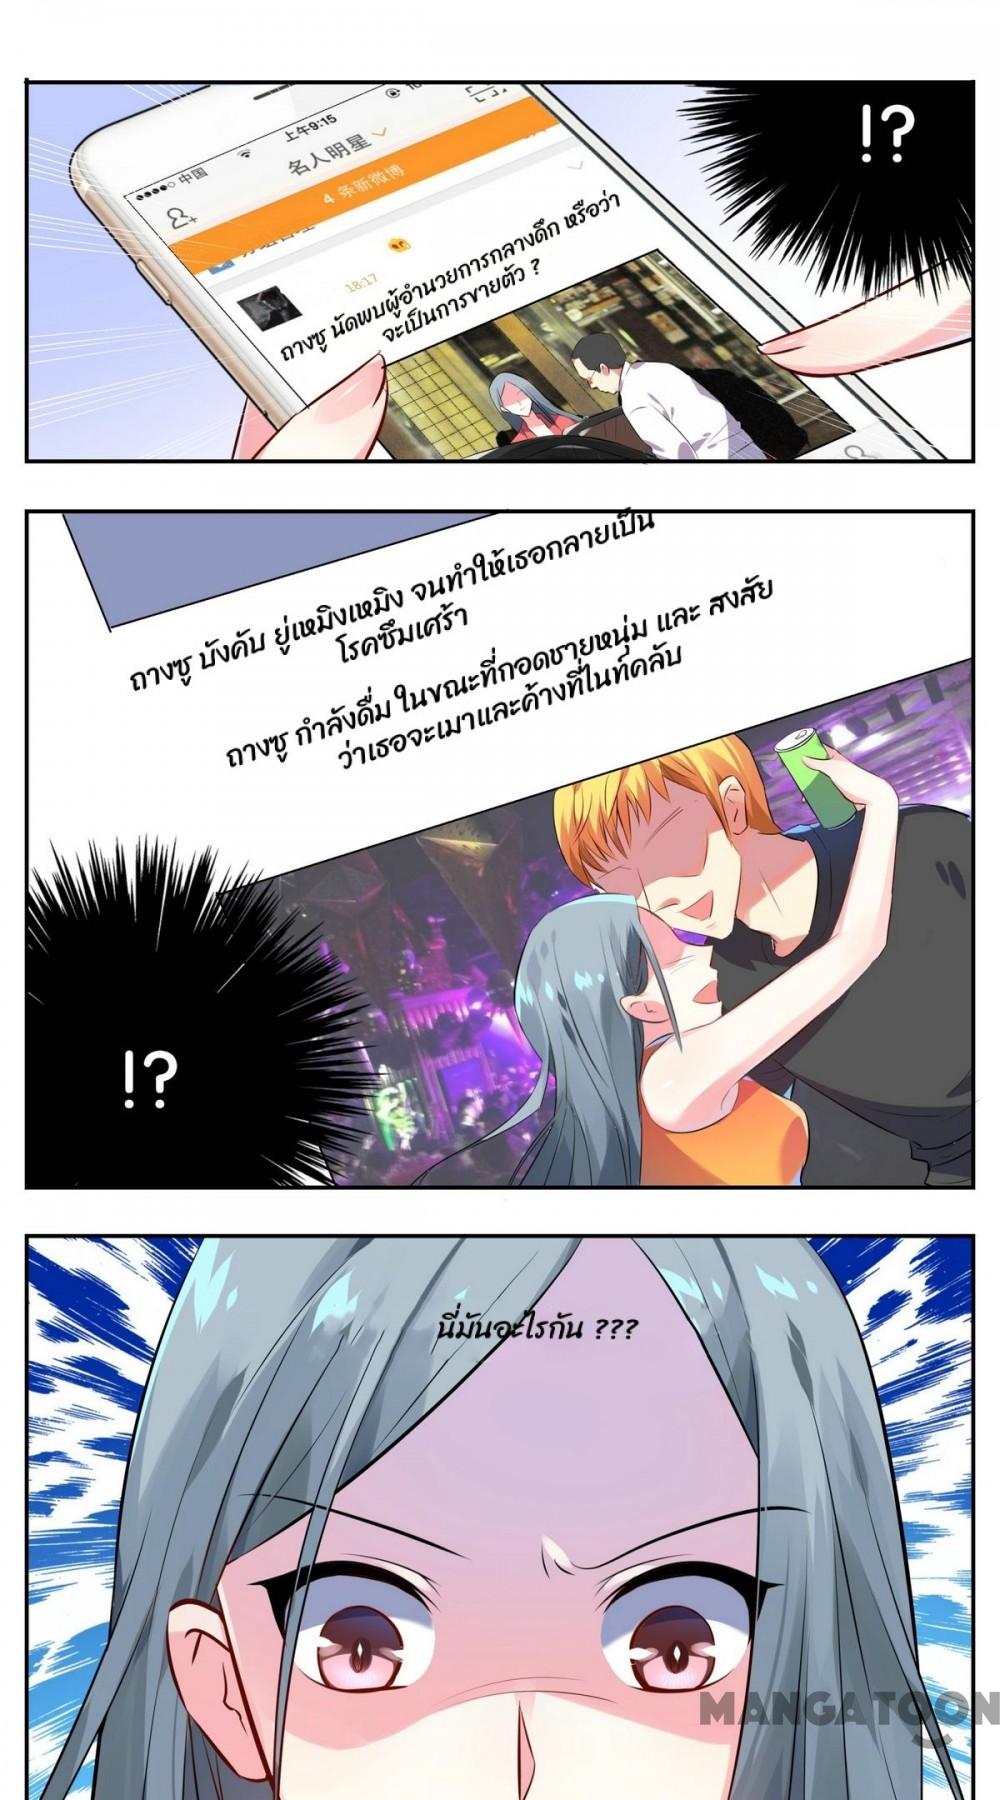 !?
上午9:15
中国
名人明星
4 条新微博
18:17
ถางซู นัดพบผู้อำนวยการกลางดึก หรือว่า
จะเป็นการขายตัว ?
ถางซู บังคับ ยู่เหมิงเหมิง จนทำให้เธอกลายเป็น
โรคซึมเศร้า
ถางซู กำลังดื่ม ในขณะที่กอดชายหนุ่ม และ สงสัย
ว่าเธอจะเมาและค้างที่ไนท์คลับ
!?
นี่มันอะไรกัน ???
MANGATOON